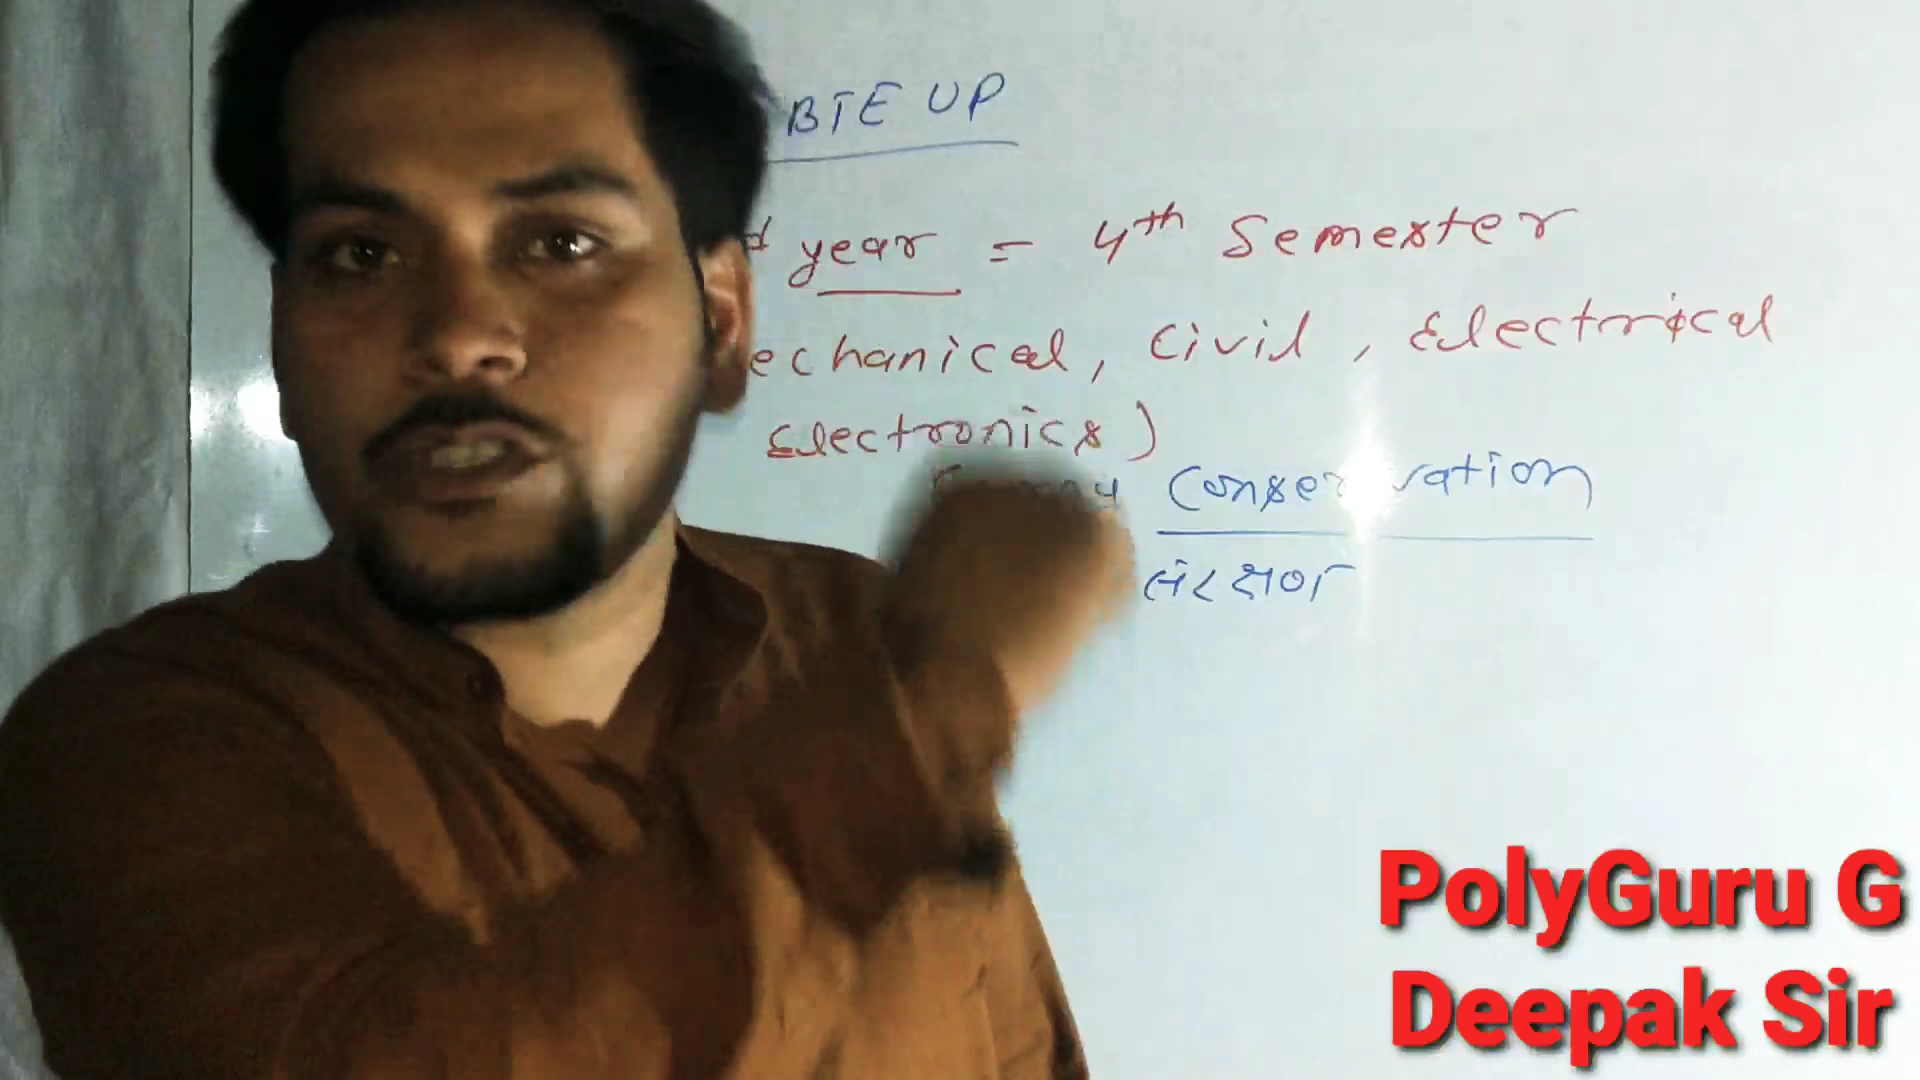 BTE UP
year = 4th Semester
echanical, Civil, Electrical
Electronics)
Conservation
संरक्षण
PolyGuru G
Deepak Sir